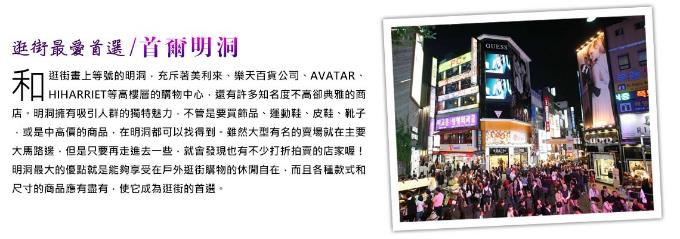 逛街最愛首選/首爾明洞
和逛街畫上等號的明洞，充斥著美利來、樂天百貨公司、AVATAR、
HIHARRIET等高樓層的購物中心，還有許多知名度不高卻典雅的商
店。明洞擁有吸引人群的獨特魅力，不管是要買飾品、運動鞋、皮鞋、靴子
，或是中高價的商品，在明洞都可以找得到。雖然大型有名的賣場就在主要
大馬路邊，但是只要再走進去一些，就會發現也有不少打折拍賣的店家喔！
明洞最大的優點就是能夠享受在戶外逛街購物的休閒自在，而且各種款式和
尺寸的商品應有盡有，使它成為逛街的首選。
GUESS